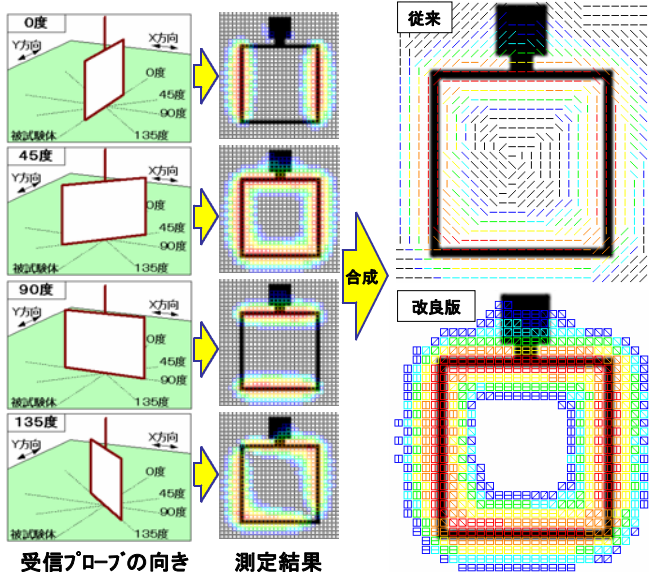 0度
Y方向
X方向
0度
45度
90度
135度
被試験体
45度
Y方向
X方向
0度
45度
90度
135度
被試験体
90度
Y方向
X方向
0度
45度
90度
135度
被試験体
135度
Y方向
X方向
0度
45度
90度
135度
被試験体
受信プローブの向き
測定結果
合成
従来
改良版